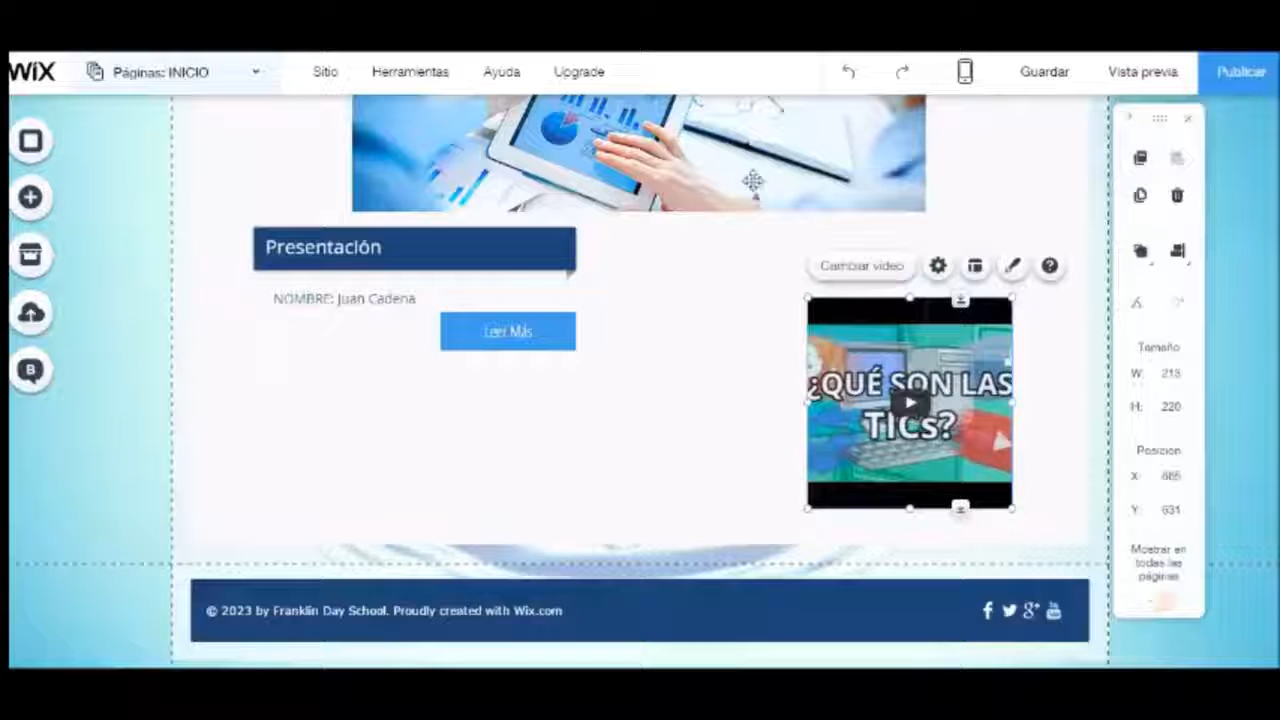 WiX
Páginas: INICIO
Sitio
Herramientas
Ayuda
Upgrade
Guardar
Vista previa
Publicar
Presentación
NOMBRE: Juan Cadena
Leer Más
Cambiar video
¿QUÉ SON LAS
TICs?
Tamaño
W: 213
H: 220
Posición
X: 665
Y: 631
Mostrar en
todas las
páginas
© 2023 by Franklin Day School. Proudly created with Wix.com